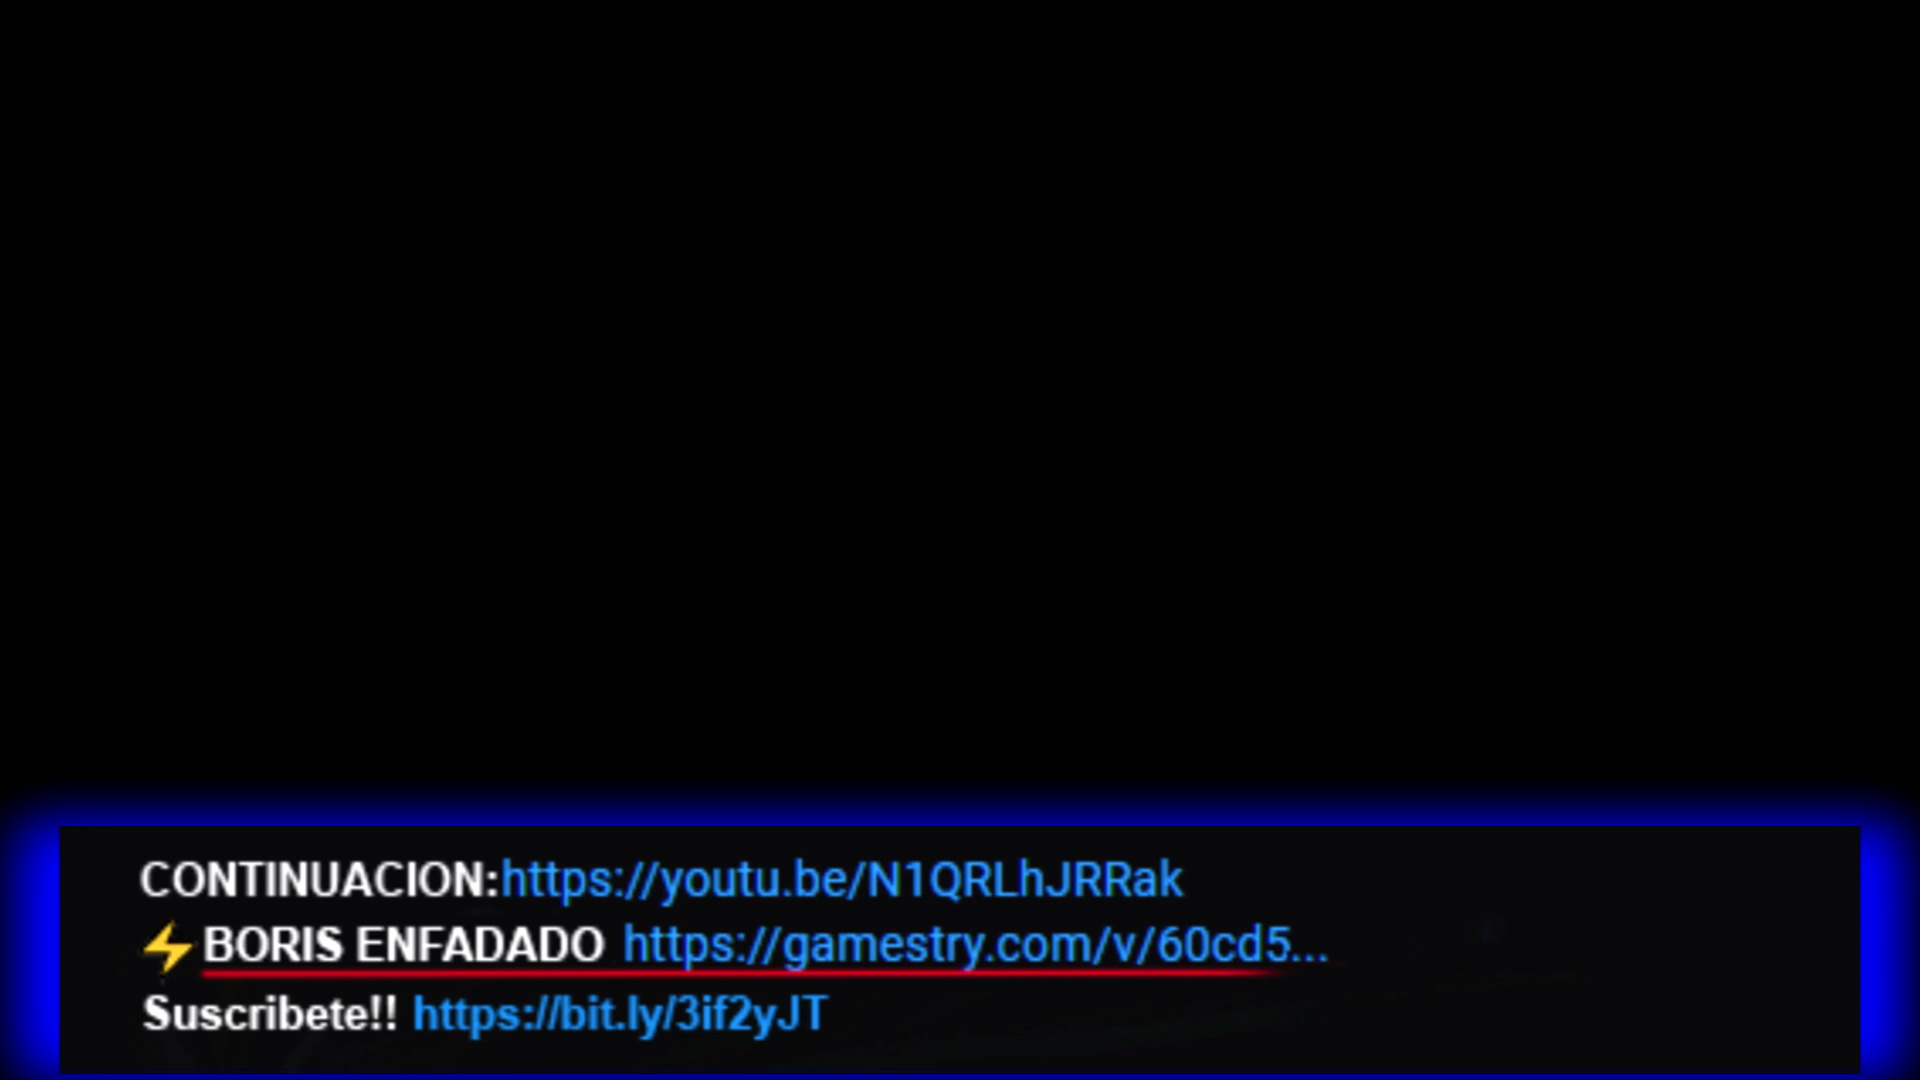 CONTINUACION:https://youtu.be/N1QRLhJRRak
⚡BORIS ENFADADO https://gamestry.com/v/60cd5...
Suscribete!! https://bit.ly/3if2yJT